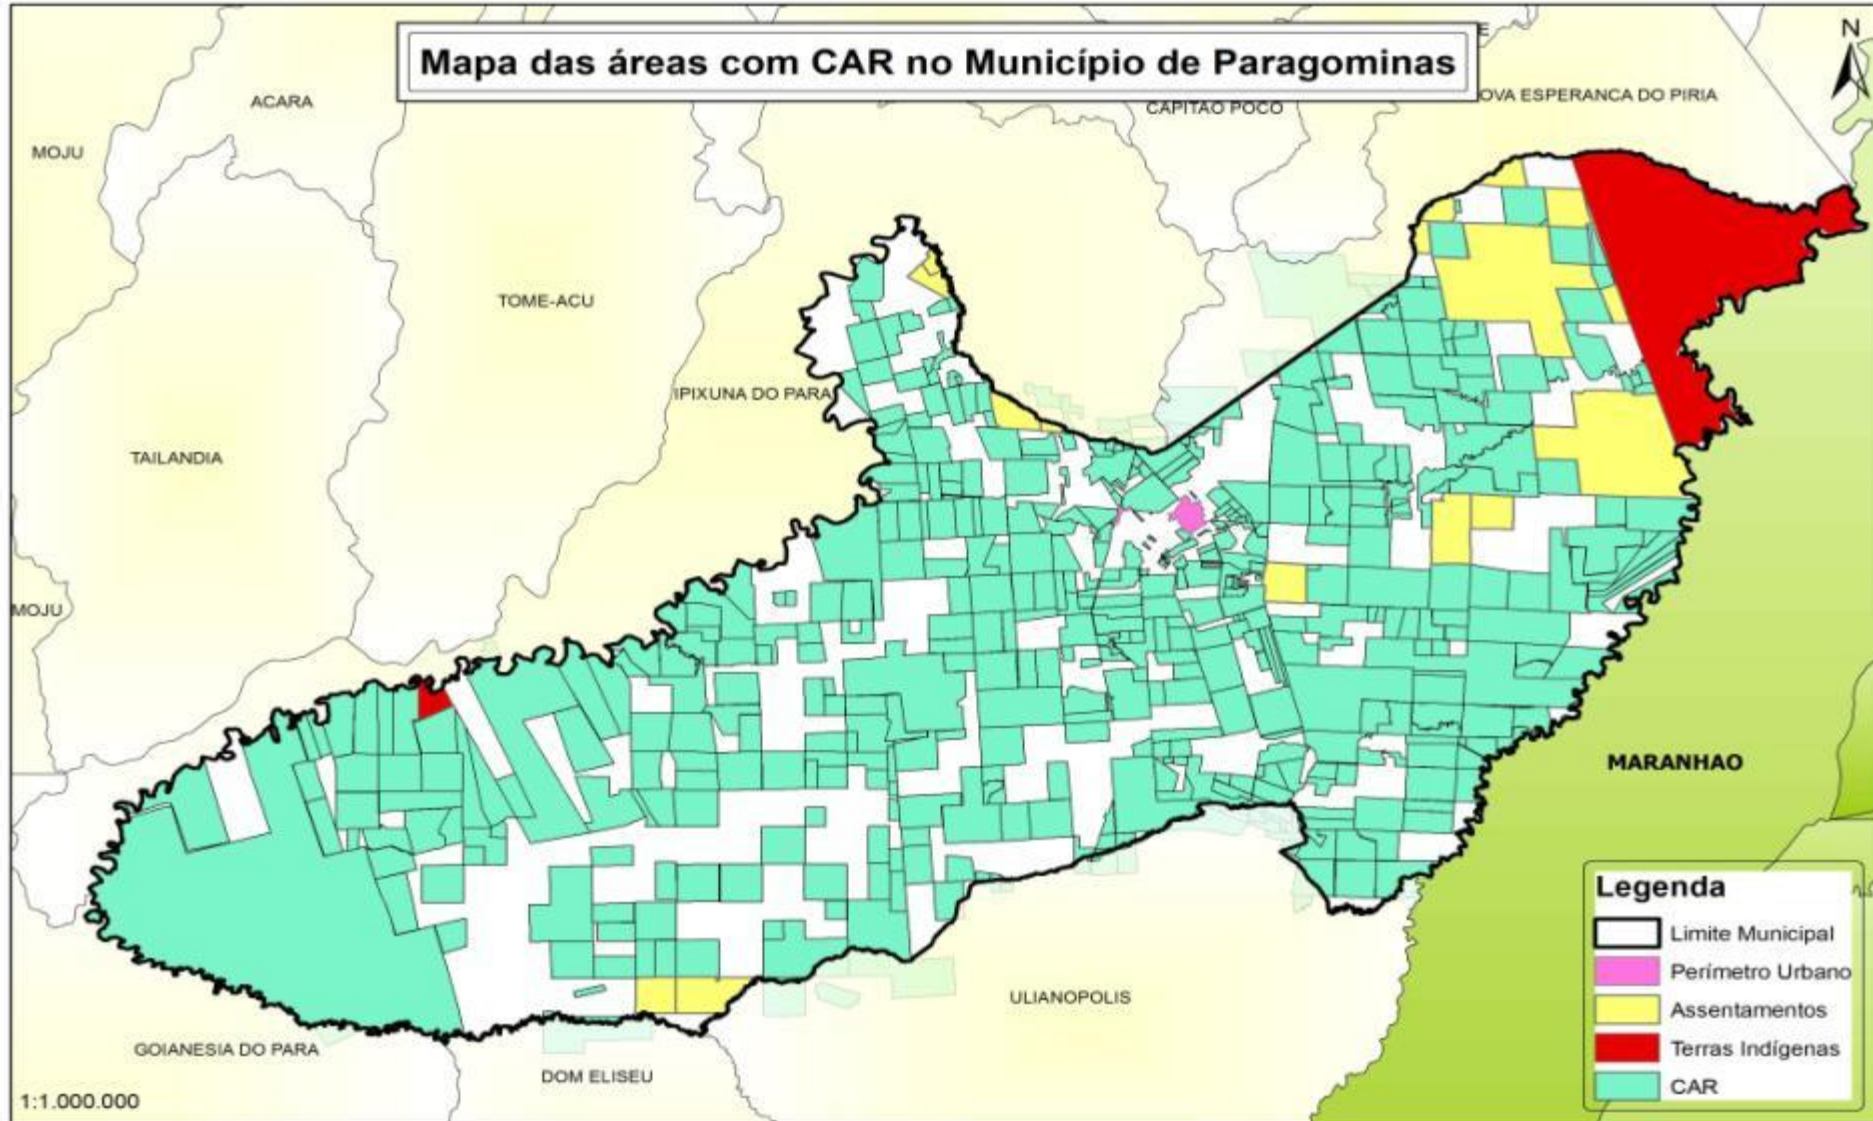 Mapa das áreas com CAR no Município de Paragominas
N
E
ACARA
OVA ESPERANCA DO PIRIA
CAPITAO POCO
MOJU
TOME-ACU
IPIXUNA DO PARA
TAILANDIA
MOJU
MARANHAO
ULIANOPOLIS
GOIANESIA DO PARA
DOM ELISEU
1:1.000.000
Legenda
Limite Municipal
Perímetro Urbano
Assentamentos
Terras Indígenas
CAR